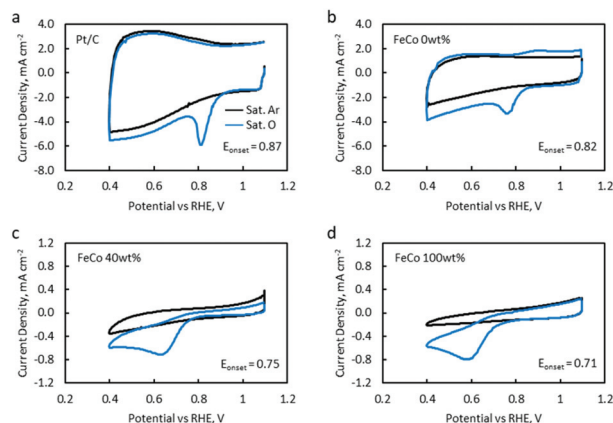 a
Pt/C
Current Density, mA cm⁻²
4.0
2.0
0.0
-2.0
-4.0
-6.0
-8.0
Sat. Ar
Sat. O
Eonset = 0.87
0.2 0.4 0.6 0.8 1 1.2
Potential vs RHE, V
b
FeCo 0wt%
Current Density, mA cm⁻²
4.0
2.0
0.0
-2.0
-4.0
-6.0
-8.0
Eonset = 0.82
0.2 0.4 0.6 0.8 1 1.2
Potential vs RHE, V
c
FeCo 40wt%
Current Density, mA cm⁻²
1.2
0.8
0.4
0.0
-0.4
-0.8
-1.2
Eonset = 0.75
0.2 0.4 0.6 0.8 1 1.2
Potential vs RHE, V
d
FeCo 100wt%
Current Density, mA cm⁻²
1.2
0.8
0.4
0.0
-0.4
-0.8
-1.2
Eonset = 0.71
0.2 0.4 0.6 0.8 1 1.2
Potential vs RHE, V